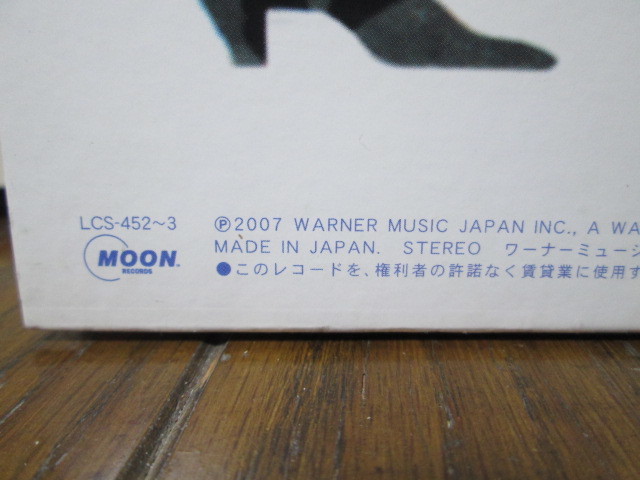 LCS-452~3
MOON
RECORDS
℗2007 WARNER MUSIC JAPAN INC., A WA
MADE IN JAPAN. STEREO ワーナーミュージ
●このレコードを、権利者の許諾なく賃貸業に使用す